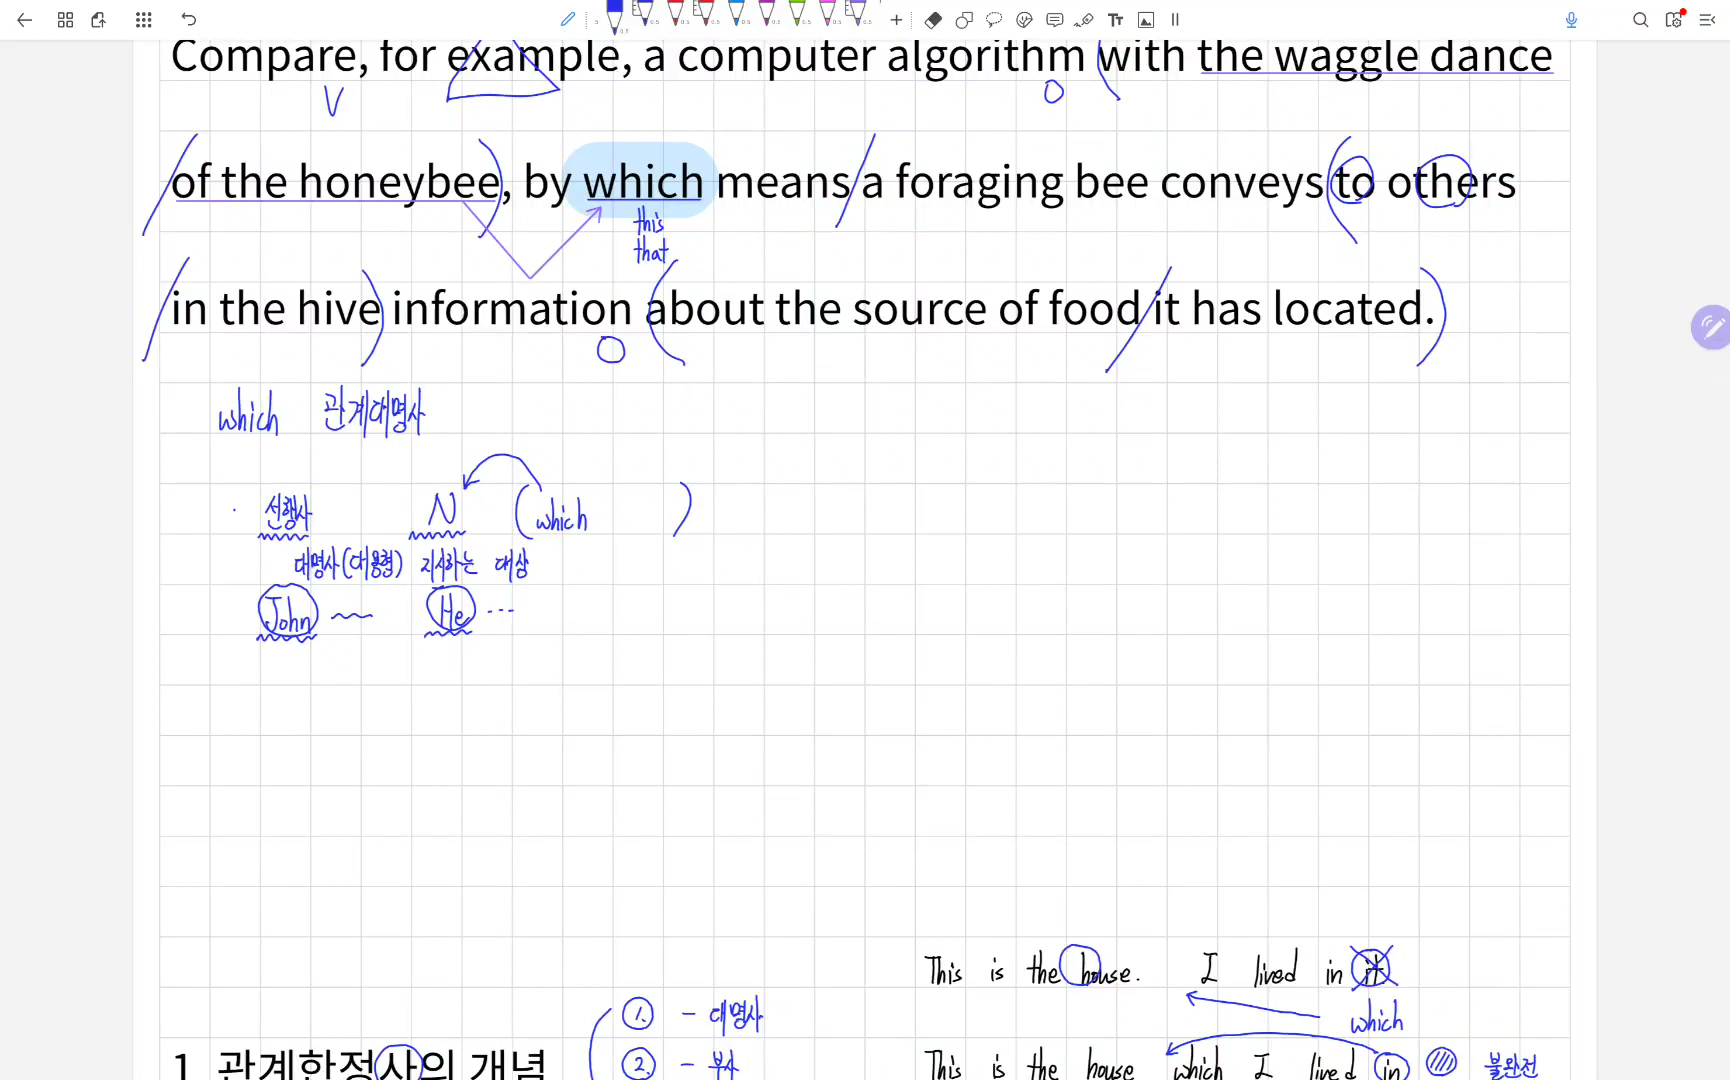 Compare, for example, a computer algorithm with the waggle dance
V
O
of the honeybee, by which means a foraging bee conveys to others
this
that
in the hive information about the source of food it has located.
O
which 관계대명사
선행사 N (which )
대명사(대용형) 지시하는 대상
John He ...
This is the house. I lived in it
which
① - 대명사
② - 부사
This is the house which I lived in 불완전
1. 관계한정사의 개념